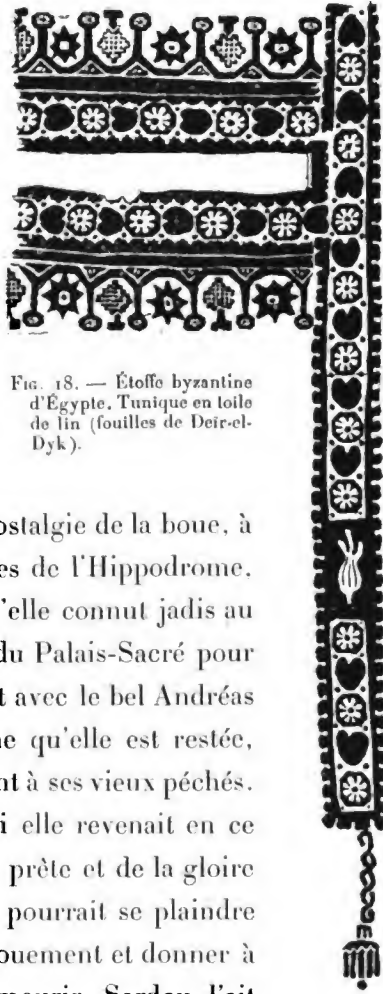 FIG. 18. — Étoffe byzantine
d'Égypte. Tunique en toile
de lin (fouilles de Deïr-el-
Dyk).
ostalgie de la boue, à
es de l'Hippodrome,
'elle connut jadis au
du Palais-Sacré pour
t avec le bel Andréas
ne qu'elle est restée,
nt à ses vieux péchés.
i elle revenait en ce
prête et de la gloire
pourrait se plaindre
ouement et donner à
mourir, Sardou l'ait